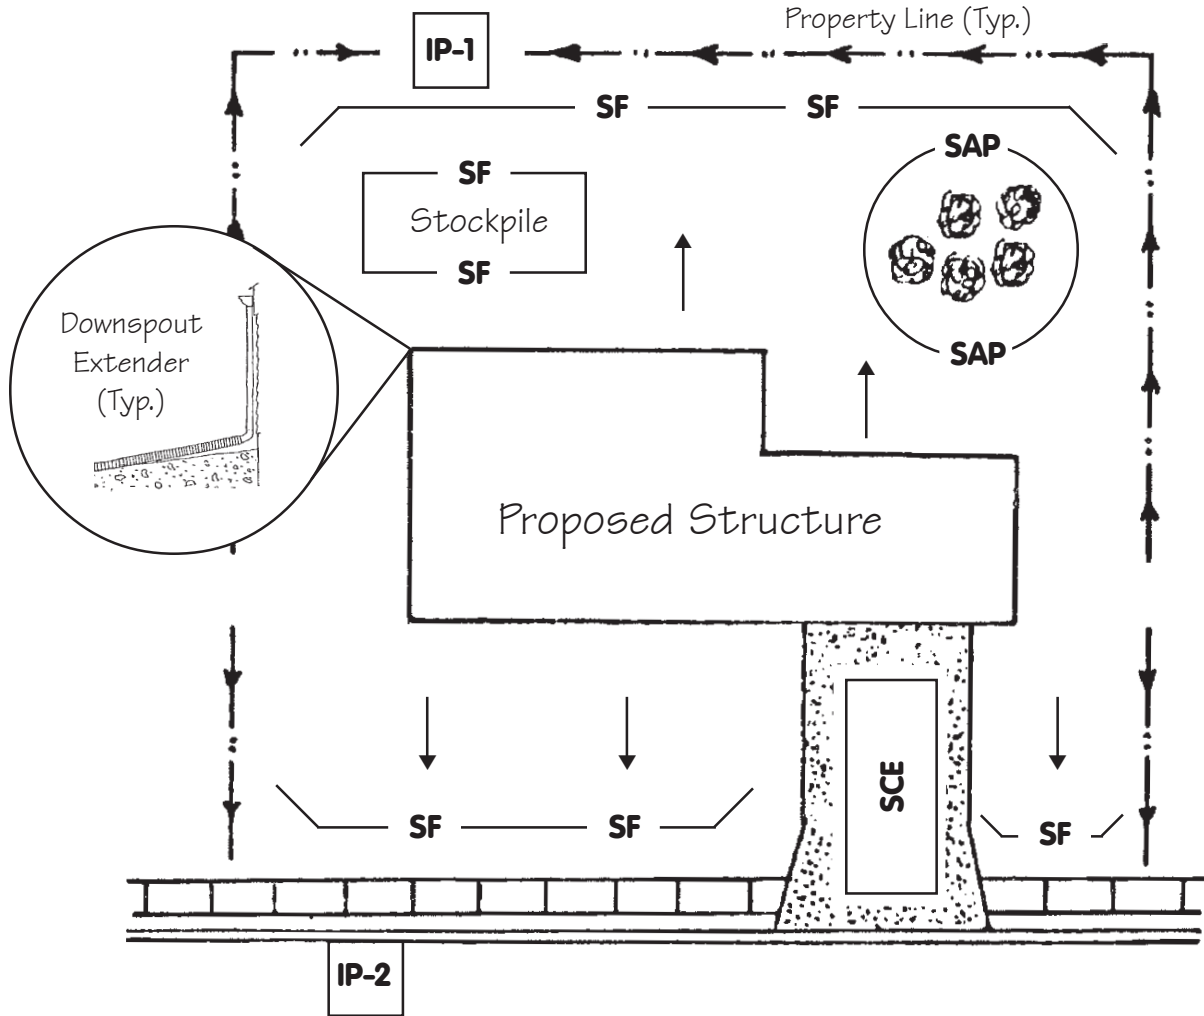 Property Line (Typ.)
IP-1
SF
SF
SAP
SF
Stockpile
SF
Downspout
Extender
(Typ.)
SAP
Proposed Structure
SCE
SF
SF
SF
IP-2